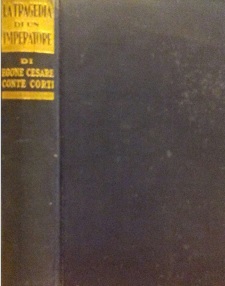 LA TRAGEDIA
DI UN
IMPERATORE
DI
EGONE CESARE
CONTE CORTI